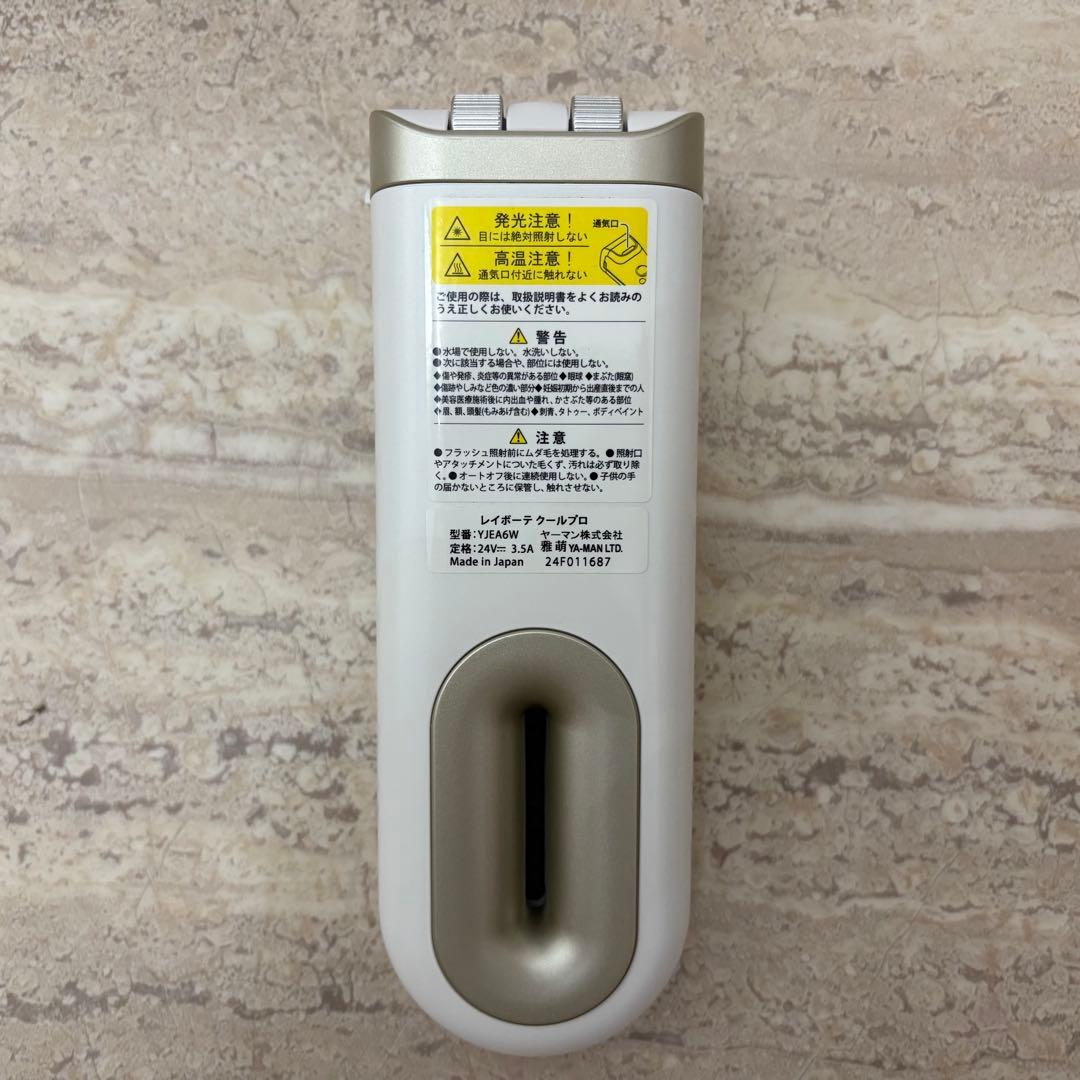 発光注意！
目には絶対照射しない
通気口
高温注意！
通気口付近に触れない
ご使用の際は、取扱説明書をよくお読みの
うえ正しくお使いください。
警告
●水場で使用しない。水洗いしない。
●次に該当する場合や、部位には使用しない。
◆傷や発疹、炎症等の異常がある部位◆眼球◆まぶた(眼窩)
◆傷跡やしみなど色の濃い部分◆妊娠初期から出産直後までの人
◆美容医療施術後に内出血や腫れ、かさぶた等のある部位
◆眉、額、頭髪(もみあげ含む)◆刺青、タトゥー、ボディペイント
注意
●フラッシュ照射前にムダ毛を処理する。●照射口
やアタッチメントについた毛くず、汚れは必ず取り除
く。●オートオフ後に連続使用しない。●子供の手
の届かないところに保管し、触れさせない。
レイボーテ クールプロ
型番：YJEA6W ヤーマン株式会社
定格：24V⎓ 3.5A 雅萌 YA-MAN LTD.
Made in Japan 24F011687